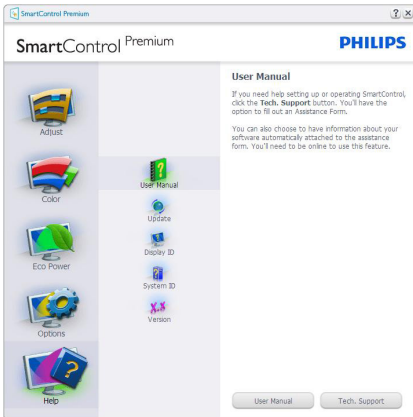 SmartControl Premium
? X
SmartControl Premium
PHILIPS
Adjust
Color
Eco Power
Options
Help
User Manual
Update
Display ID
System ID
X.X
Version
User Manual
If you need help setting up or operating SmartControl,
click the Tech. Support button. You'll have the
option to fill out an Assistance Form.
You can also choose to have information about your
software automatically attached to the assistance
form. You'll need to be online to use this feature.
User Manual
Tech. Support